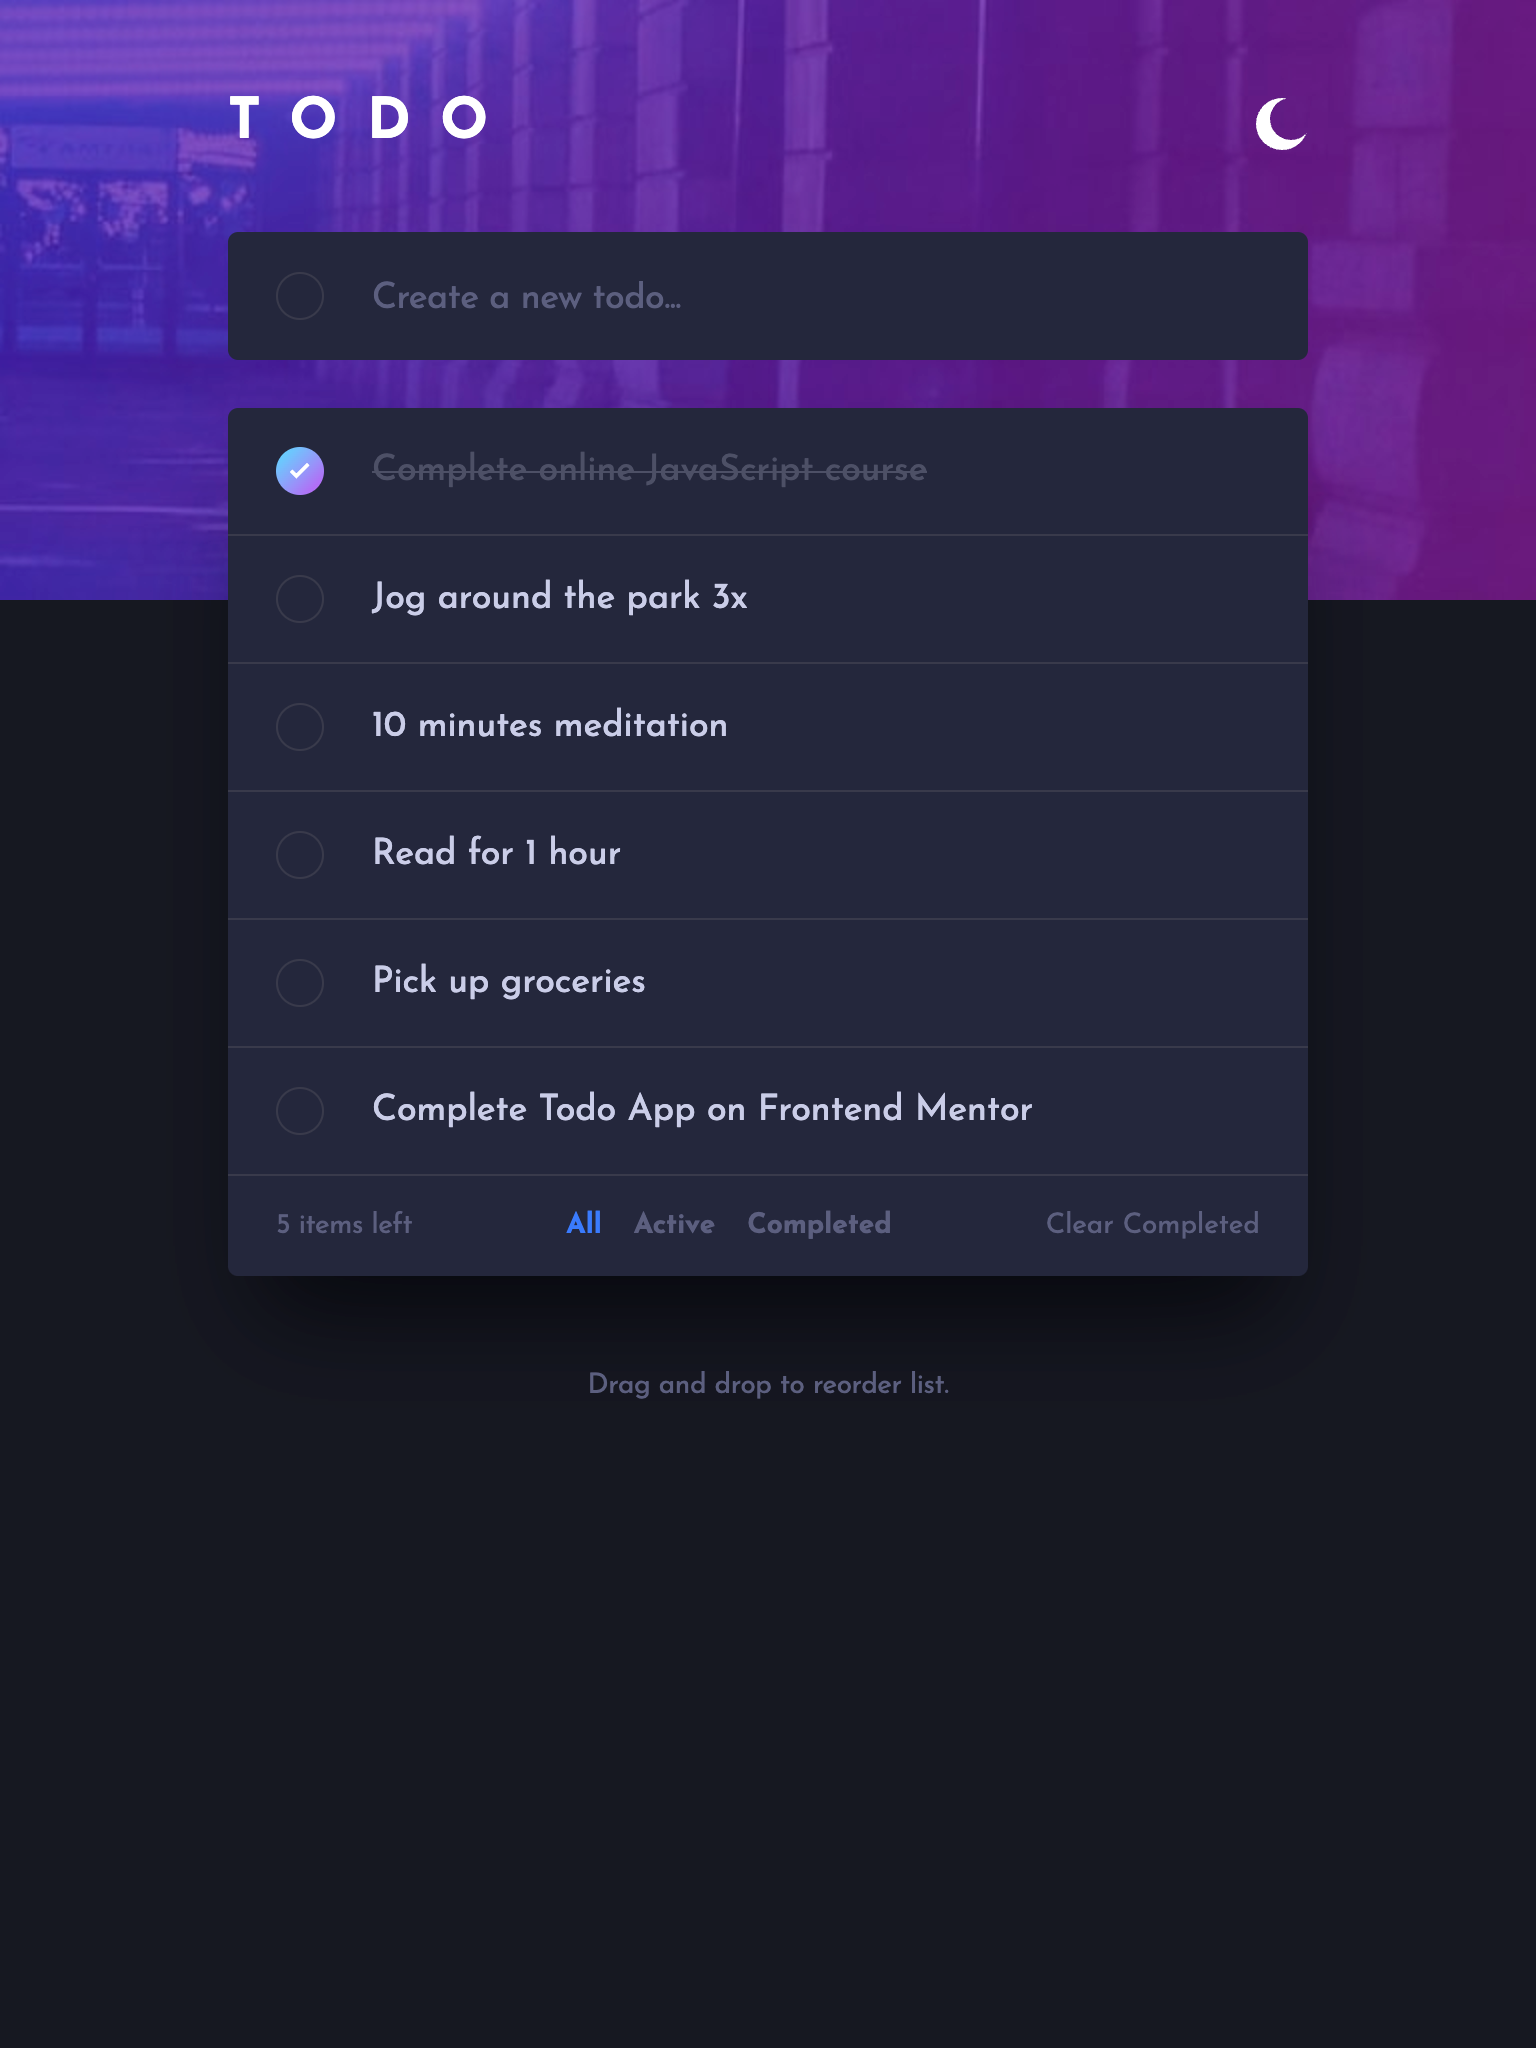 TODO
Create a new todo...
Complete online JavaScript course
Jog around the park 3x
10 minutes meditation
Read for 1 hour
Pick up groceries
Complete Todo App on Frontend Mentor
5 items left All Active Completed Clear Completed
Drag and drop to reorder list.